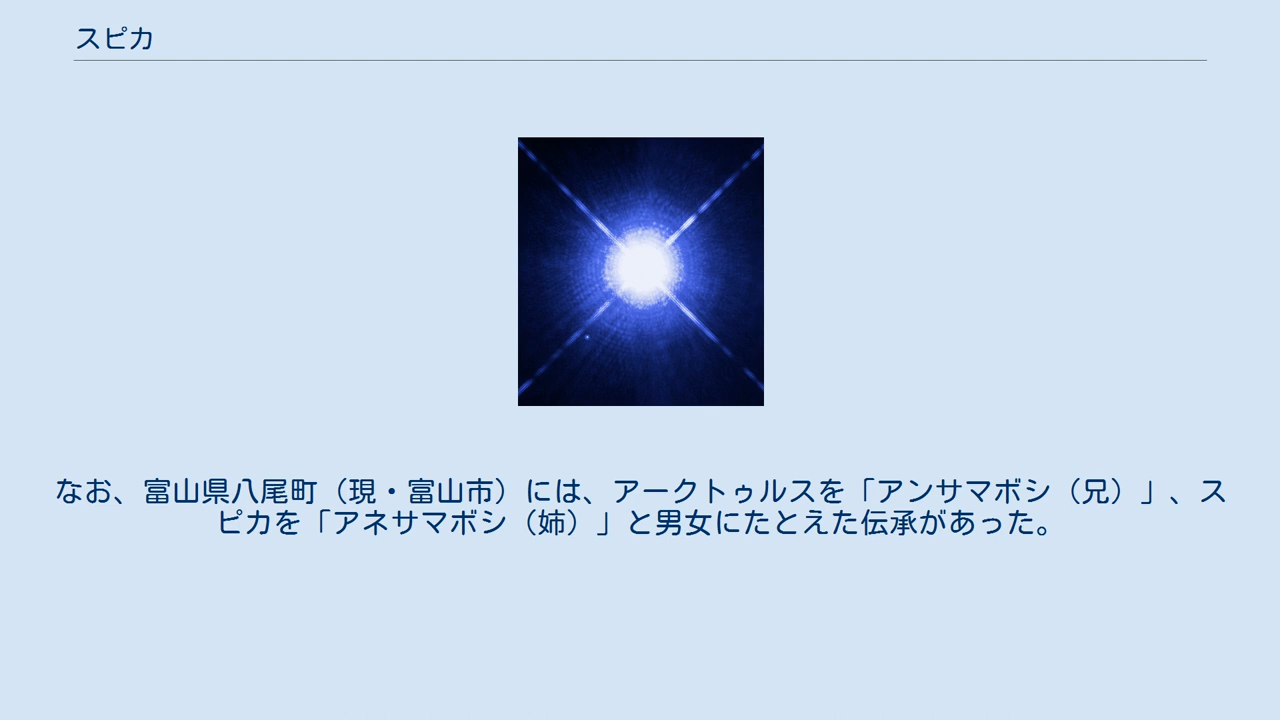 スピカ
なお、富山県八尾町（現・富山市）には、アークトゥルスを「アンサマボシ（兄）」、ス
ピカを「アネサマボシ（姉）」と男女にたとえた伝承があった。